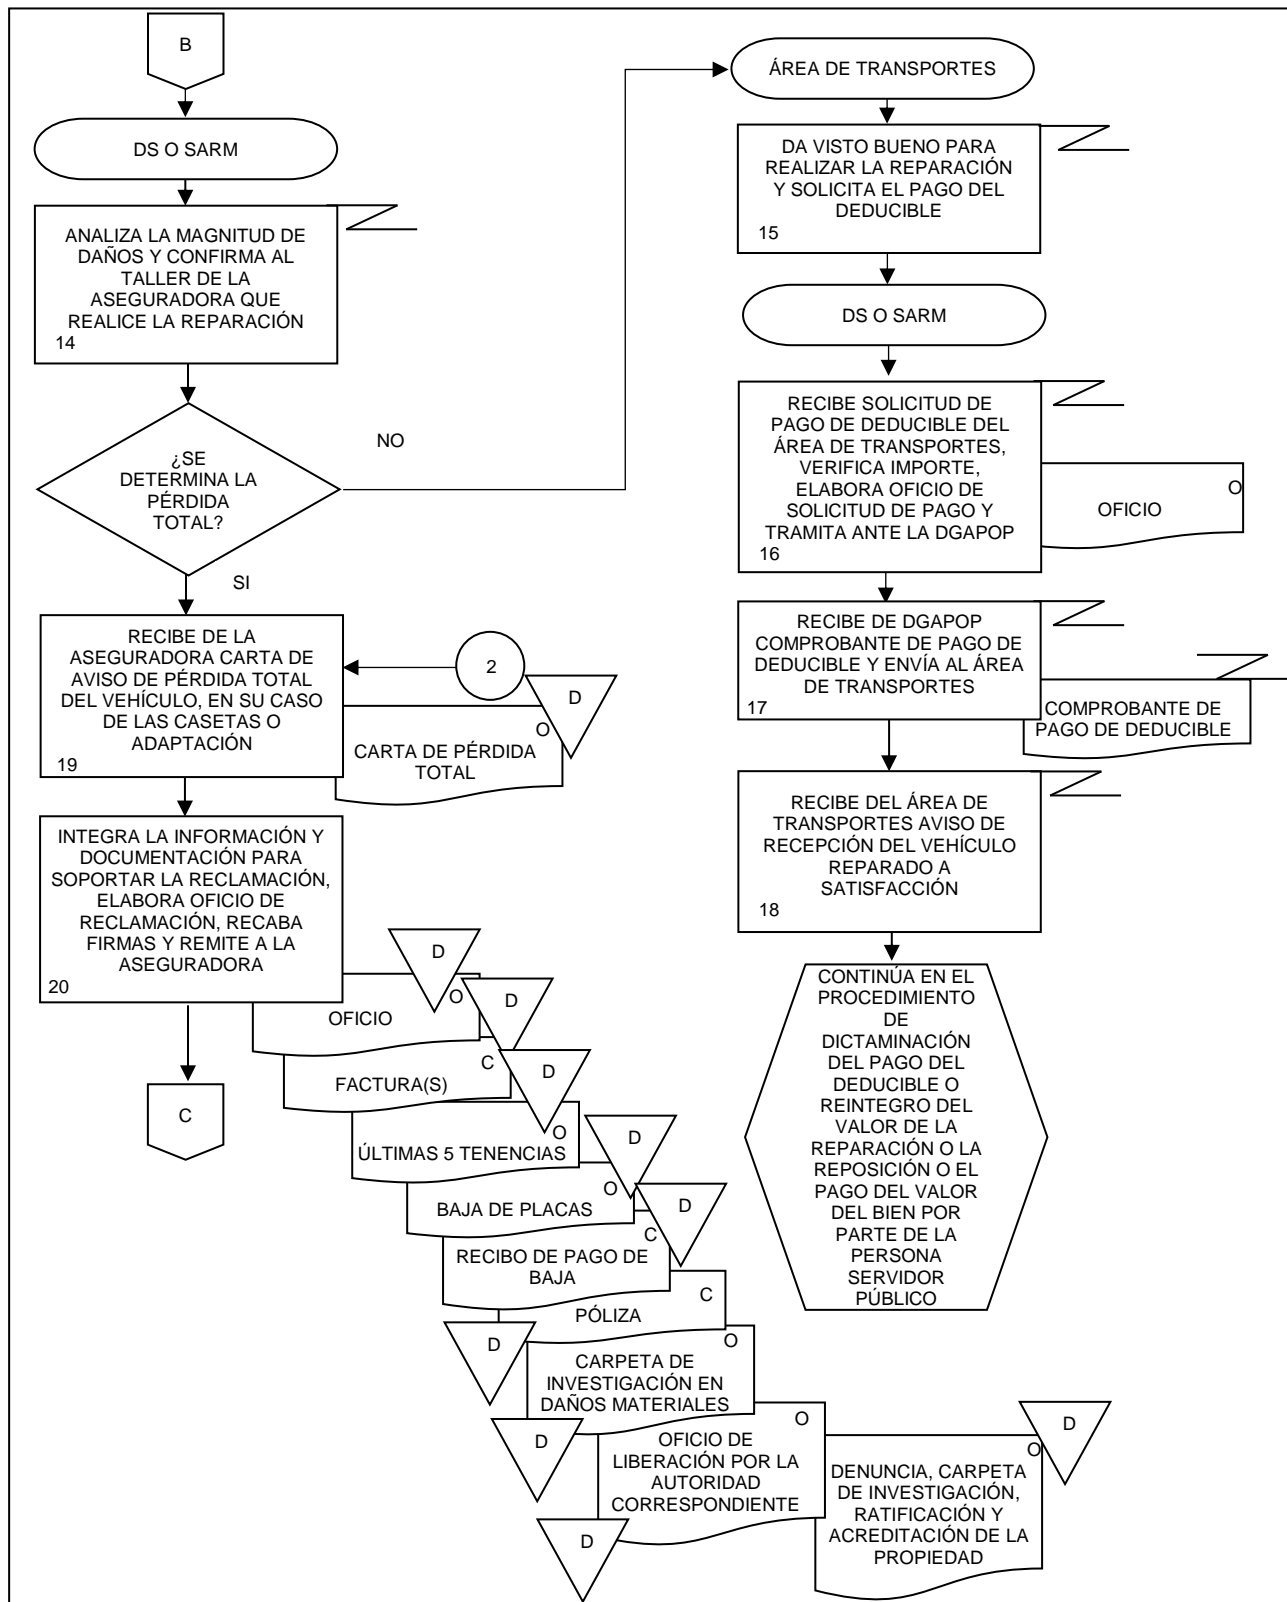 B
DS O SARM
ANALIZA LA MAGNITUD DE
DAÑOS Y CONFIRMA AL
TALLER DE LA
ASEGURADORA QUE
REALICE LA REPARACIÓN
14
¿SE
DETERMINA LA
PÉRDIDA
TOTAL?
NO
SI
RECIBE DE LA
ASEGURADORA CARTA DE
AVISO DE PÉRDIDA TOTAL
DEL VEHÍCULO, EN SU CASO
DE LAS CASETAS O
ADAPTACIÓN
19
2
D
O
CARTA DE PÉRDIDA
TOTAL
INTEGRA LA INFORMACIÓN Y
DOCUMENTACIÓN PARA
SOPORTAR LA RECLAMACIÓN,
ELABORA OFICIO DE
RECLAMACIÓN, RECABA
FIRMAS Y REMITE A LA
ASEGURADORA
20
C
D
O
OFICIO
D
C
FACTURA(S)
D
O
ÚLTIMAS 5 TENENCIAS
D
O
BAJA DE PLACAS
D
C
RECIBO DE PAGO DE
BAJA
C
PÓLIZA
D
O
CARPETA DE
INVESTIGACIÓN EN
DAÑOS MATERIALES
D
O
OFICIO DE
LIBERACIÓN POR LA
AUTORIDAD
CORRESPONDIENTE
D
D
O
DENUNCIA, CARPETA
DE INVESTIGACIÓN,
RATIFICACIÓN Y
ACREDITACIÓN DE LA
PROPIEDAD
ÁREA DE TRANSPORTES
DA VISTO BUENO PARA
REALIZAR LA REPARACIÓN
Y SOLICITA EL PAGO DEL
DEDUCIBLE
15
DS O SARM
RECIBE SOLICITUD DE
PAGO DE DEDUCIBLE DEL
ÁREA DE TRANSPORTES,
VERIFICA IMPORTE,
ELABORA OFICIO DE
SOLICITUD DE PAGO Y
TRAMITA ANTE LA DGAPOP
16
O
OFICIO
RECIBE DE DGAPOP
COMPROBANTE DE PAGO DE
DEDUCIBLE Y ENVÍA AL ÁREA
DE TRANSPORTES
17
COMPROBANTE DE
PAGO DE DEDUCIBLE
RECIBE DEL ÁREA DE
TRANSPORTES AVISO DE
RECEPCIÓN DEL VEHÍCULO
REPARADO A
SATISFACCIÓN
18
CONTINÚA EN EL
PROCEDIMIENTO
DE
DICTAMINACIÓN
DEL PAGO DEL
DEDUCIBLE O
REINTEGRO DEL
VALOR DE LA
REPARACIÓN O LA
REPOSICIÓN O EL
PAGO DEL VALOR
DEL BIEN POR
PARTE DE LA
PERSONA
SERVIDOR
PÚBLICO